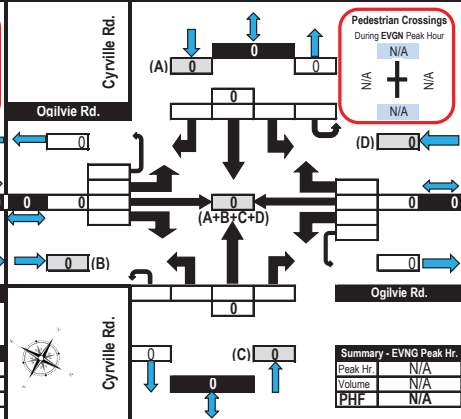 Cyrville Rd.
Ogilvie Rd.
(A)
0
0
0
0
Pedestrian Crossings
During EVGN Peak Hour
N/A
N/A
N/A
N/A
0
(D) 0
0 0
0
(A+B+C+D)
0 0
0 (B)
0
Ogilvie Rd.
0
Cyrville Rd.
0
(C) 0
0
Summary - EVNG Peak Hr.
Peak Hr. N/A
Volume N/A
PHF N/A